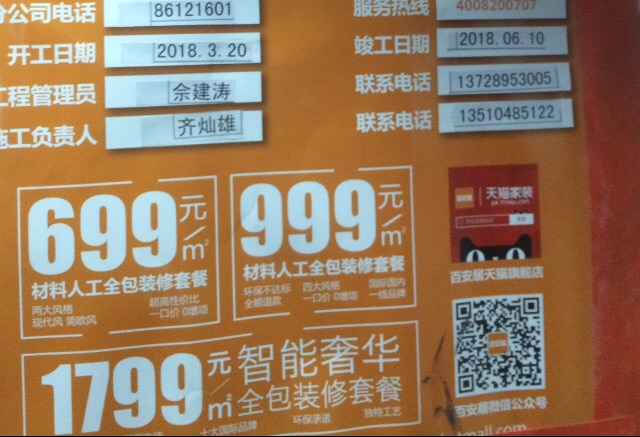 分公司电话 86121601 服务热线 4008200707
开工日期 2018.3.20 竣工日期 2018.06.10
工程管理员 佘建涛 联系电话 13728953005
施工负责人 齐灿雄 联系电话 13510485122
699元/㎡
材料人工全包装修套餐
两大风格 超高性价比
现代风 简欧风 一口价 0增项
999元/㎡
材料人工全包装修套餐
环保不达标 四大风格 国际国内
全额退款 一口价 0增项 一线品牌
天猫家装
百安居天猫旗舰店
1799元/㎡ 智能奢华
全包装修套餐
十大国际品牌 环保承诺 独特工艺
百安居微信公众号
mall.com